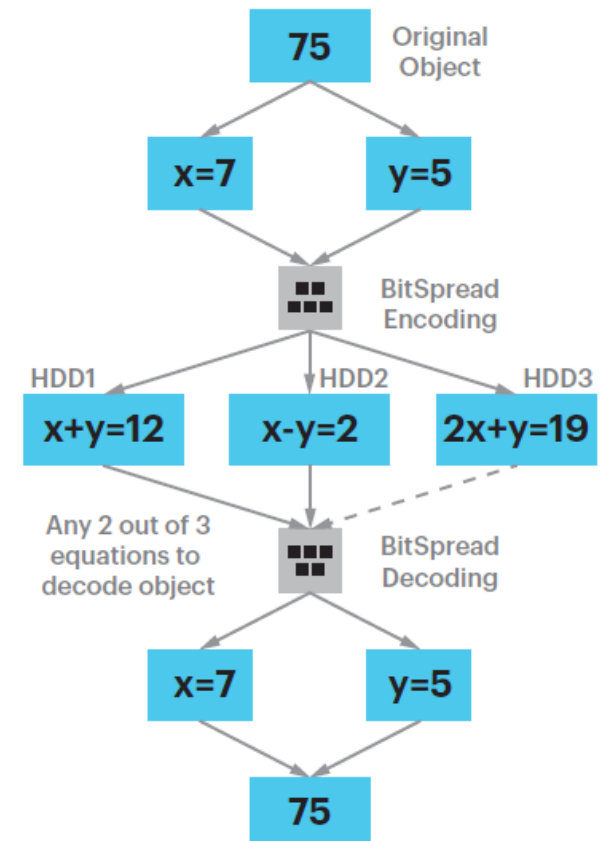 75
Original
Object
x=7
y=5
BitSpread
Encoding
HDD1
HDD2
HDD3
x+y=12
x-y=2
2x+y=19
Any 2 out of 3
equations to
decode object
BitSpread
Decoding
x=7
y=5
75